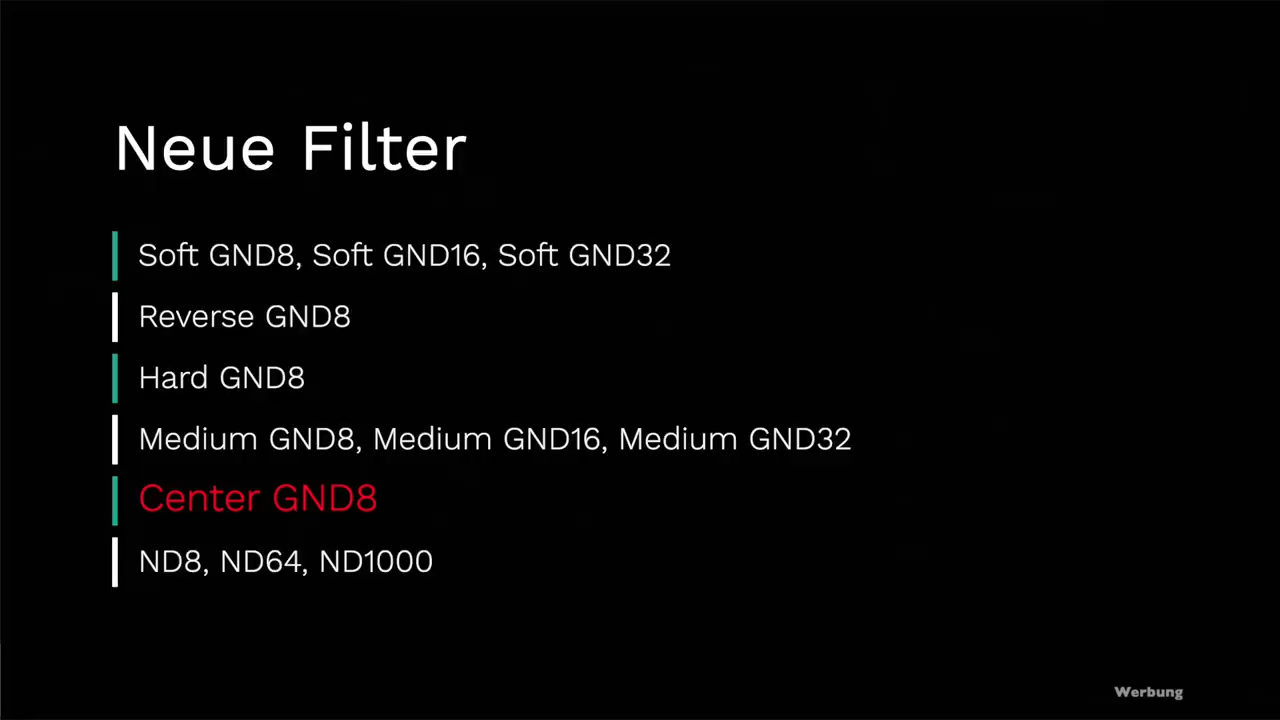 Neue Filter
Soft GND8, Soft GND16, Soft GND32
Reverse GND8
Hard GND8
Medium GND8, Medium GND16, Medium GND32
Center GND8
ND8, ND64, ND1000
Werbung